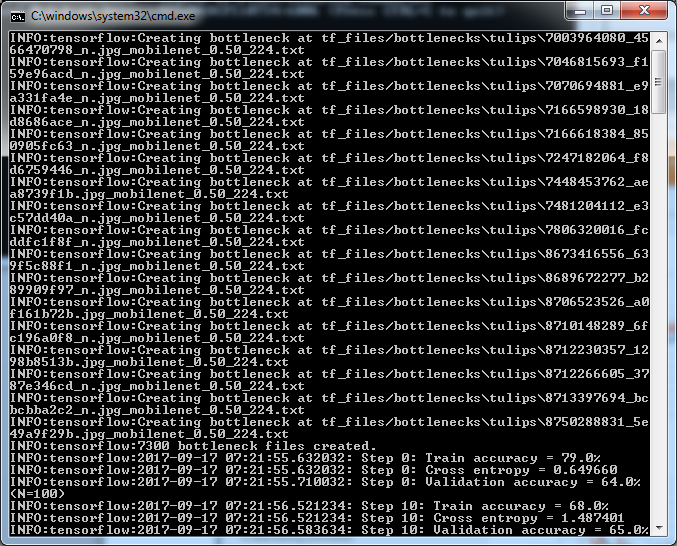 C:\windows\system32\cmd.exe
INFO:tensorflow:Creating bottleneck at tf_files/bottlenecks\tulips\7003964080_45
66470798_n.jpg_mobilenet_0.50_224.txt
INFO:tensorflow:Creating bottleneck at tf_files/bottlenecks\tulips\7046815693_f1
59e96acd_n.jpg_mobilenet_0.50_224.txt
INFO:tensorflow:Creating bottleneck at tf_files/bottlenecks\tulips\7070694881_e9
a331fa4e_n.jpg_mobilenet_0.50_224.txt
INFO:tensorflow:Creating bottleneck at tf_files/bottlenecks\tulips\7166598930_18
d8686ace_n.jpg_mobilenet_0.50_224.txt
INFO:tensorflow:Creating bottleneck at tf_files/bottlenecks\tulips\7166618384_85
0905fc63_n.jpg_mobilenet_0.50_224.txt
INFO:tensorflow:Creating bottleneck at tf_files/bottlenecks\tulips\7247182064_f8
d6759446_n.jpg_mobilenet_0.50_224.txt
INFO:tensorflow:Creating bottleneck at tf_files/bottlenecks\tulips\7448453762_ae
a8739f1b.jpg_mobilenet_0.50_224.txt
INFO:tensorflow:Creating bottleneck at tf_files/bottlenecks\tulips\7481204112_e3
c57dd40a_n.jpg_mobilenet_0.50_224.txt
INFO:tensorflow:Creating bottleneck at tf_files/bottlenecks\tulips\7806320016_fc
ddfc1f8f_n.jpg_mobilenet_0.50_224.txt
INFO:tensorflow:Creating bottleneck at tf_files/bottlenecks\tulips\8673416556_63
9f5c88f1_n.jpg_mobilenet_0.50_224.txt
INFO:tensorflow:Creating bottleneck at tf_files/bottlenecks\tulips\8689672277_b2
89909f97_n.jpg_mobilenet_0.50_224.txt
INFO:tensorflow:Creating bottleneck at tf_files/bottlenecks\tulips\8706523526_a0
f161b72b.jpg_mobilenet_0.50_224.txt
INFO:tensorflow:Creating bottleneck at tf_files/bottlenecks\tulips\8710148289_6f
c196a0f8_n.jpg_mobilenet_0.50_224.txt
INFO:tensorflow:Creating bottleneck at tf_files/bottlenecks\tulips\8712230357_12
98b8513b.jpg_mobilenet_0.50_224.txt
INFO:tensorflow:Creating bottleneck at tf_files/bottlenecks\tulips\8712266605_37
87e346cd_n.jpg_mobilenet_0.50_224.txt
INFO:tensorflow:Creating bottleneck at tf_files/bottlenecks\tulips\8713397694_bc
bcbba2c2_n.jpg_mobilenet_0.50_224.txt
INFO:tensorflow:Creating bottleneck at tf_files/bottlenecks\tulips\8750288831_5e
49a9f29b.jpg_mobilenet_0.50_224.txt
INFO:tensorflow:7300 bottleneck files created.
INFO:tensorflow:2017-09-17 07:21:55.632032: Step 0: Train accuracy = 79.0%
INFO:tensorflow:2017-09-17 07:21:55.632032: Step 0: Cross entropy = 0.649660
INFO:tensorflow:2017-09-17 07:21:55.710032: Step 0: Validation accuracy = 64.0%
(N=100)
INFO:tensorflow:2017-09-17 07:21:56.521234: Step 10: Train accuracy = 68.0%
INFO:tensorflow:2017-09-17 07:21:56.521234: Step 10: Cross entropy = 1.487401
INFO:tensorflow:2017-09-17 07:21:56.583634: Step 10: Validation accuracy = 65.0%